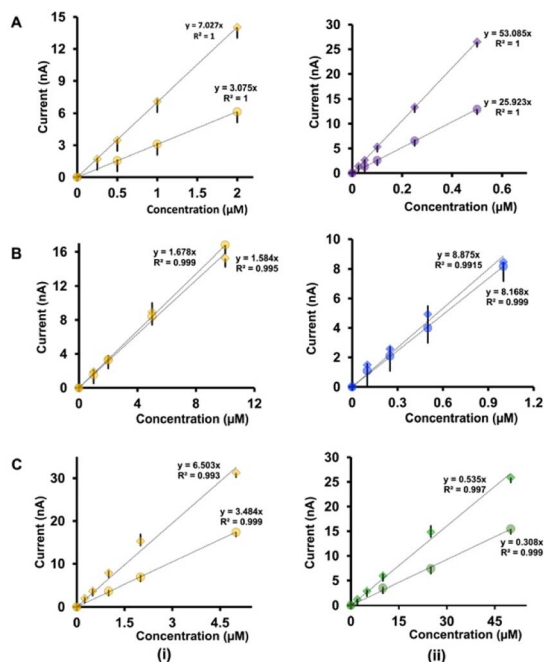 A
15
12
9
6
3
0
Current (nA)
y = 7.027x
R² = 1
y = 3.075x
R² = 1
0 0.5 1 1.5 2
Concentration (µM)
30
25
20
15
10
5
0
Current (nA)
y = 53.085x
R² = 1
y = 25.923x
R² = 1
0 0.2 0.4 0.6
Concentration (µM)
B
16
12
8
4
0
Current (nA)
y = 1.678x
R² = 0.999
y = 1.584x
R² = 0.995
0 4 8 12
Concentration (µM)
10
8
6
4
2
0
Current (nA)
y = 8.875x
R² = 0.9915
y = 8.168x
R² = 0.999
0 0.3 0.6 0.9 1.2
Concentration (µM)
C
30
20
10
0
Current (nA)
y = 6.503x
R² = 0.993
y = 3.484x
R² = 0.999
0 1.5 3 4.5
Concentration (µM)
(i)
30
25
20
15
10
5
0
Current (nA)
y = 0.535x
R² = 0.997
y = 0.308x
R² = 0.999
0 15 30 45
Concentration (µM)
(ii)